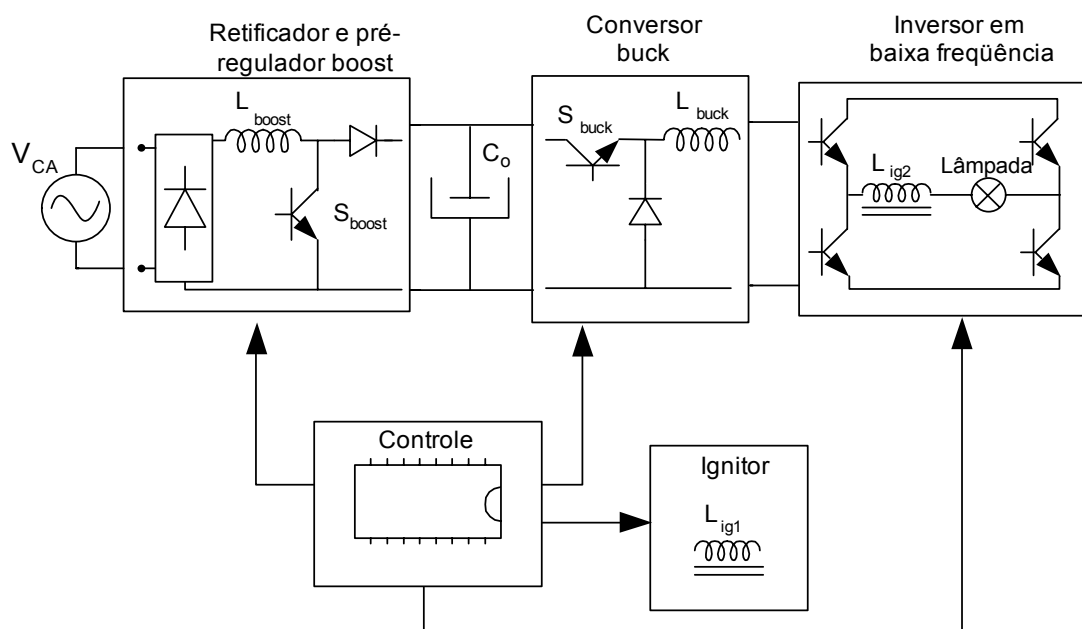 Retificador e pré-
regulador boost
Conversor
buck
Inversor em
baixa freqüência
L boost
S buck
L buck
V CA
C o
S boost
L ig2
Lâmpada
Controle
Ignitor
L ig1